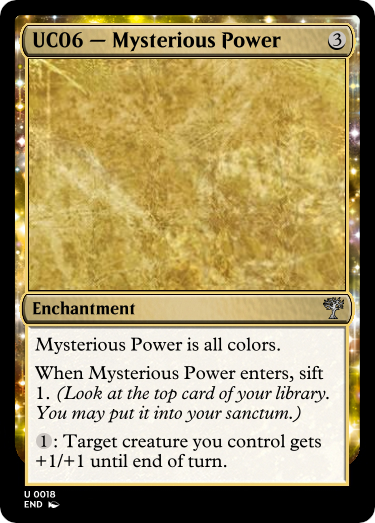 UC06 — Mysterious Power 3
Enchantment
Mysterious Power is all colors.
When Mysterious Power enters, sift
1. (Look at the top card of your library.
You may put it into your sanctum.)
1: Target creature you control gets
+1/+1 until end of turn.
U 0018
END